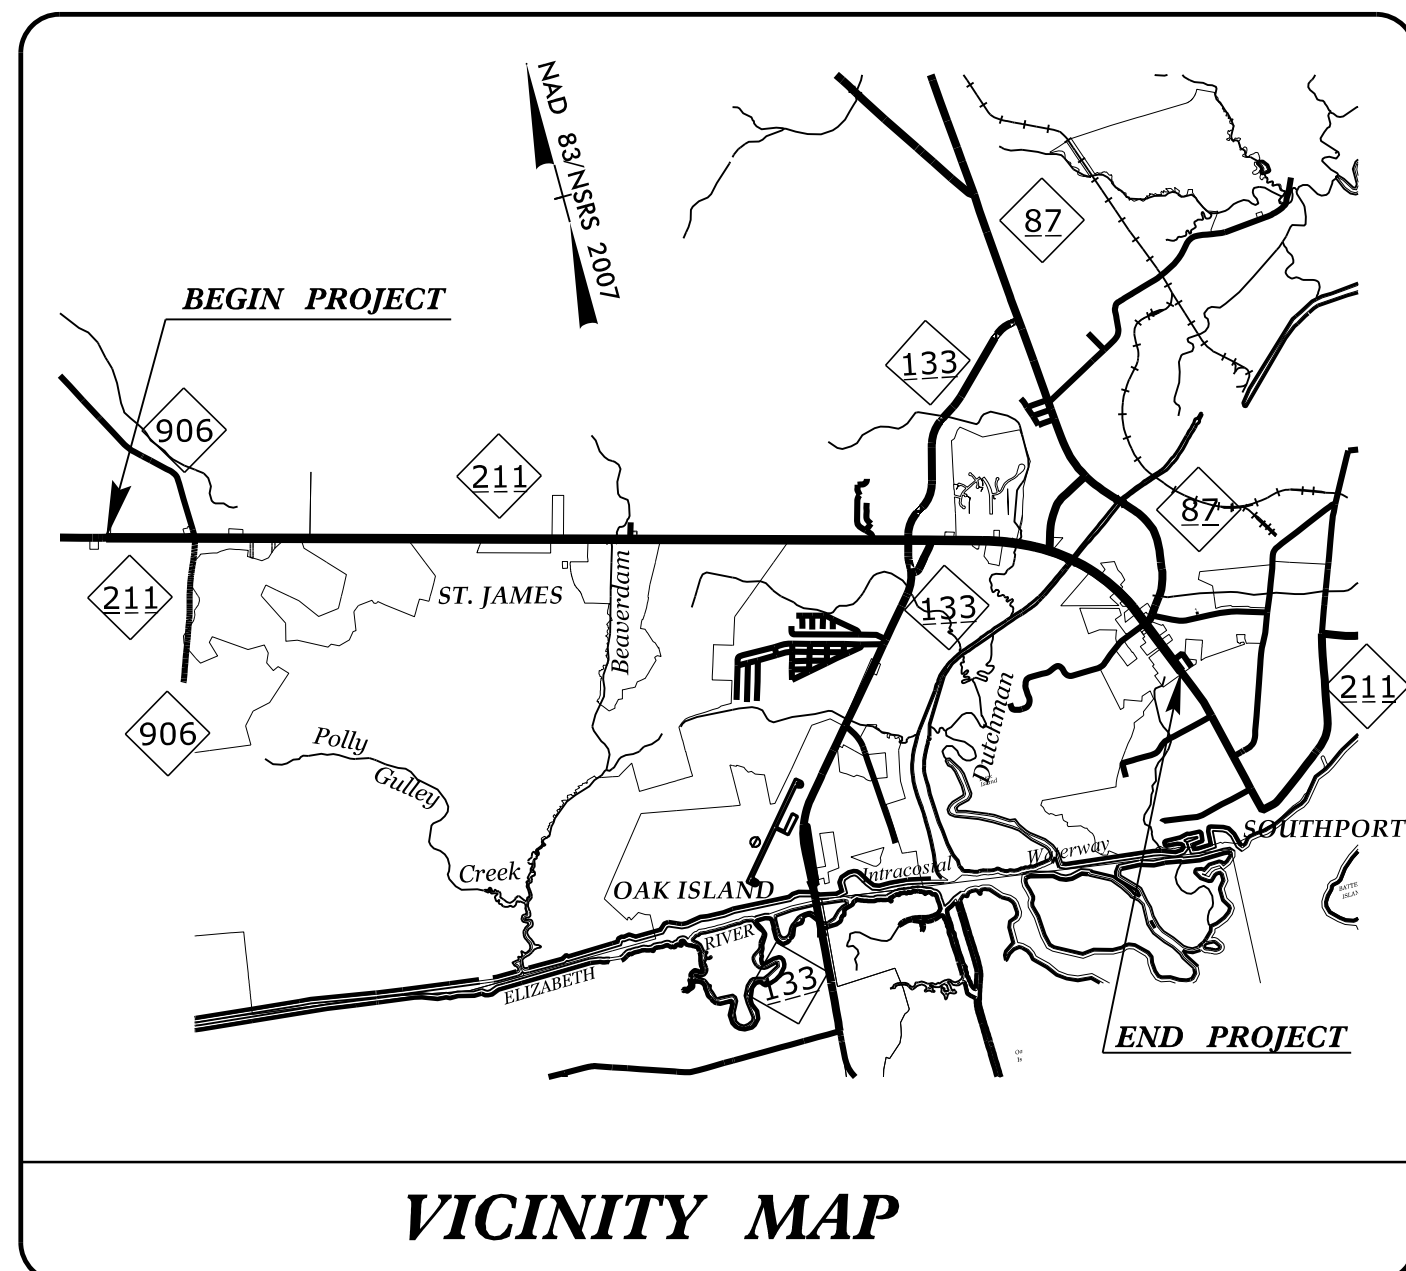 NAD 83/NSRS 2007
87
BEGIN PROJECT
133
906
211
87
211
ST. JAMES
Beaverdam
133
906
Polly
Gulley
Creek
Dutchman
211
Island
SOUTHPORT
Waterway
Intracostal
OAK ISLAND
RIVER
ELIZABETH
133
END PROJECT
VICINITY MAP